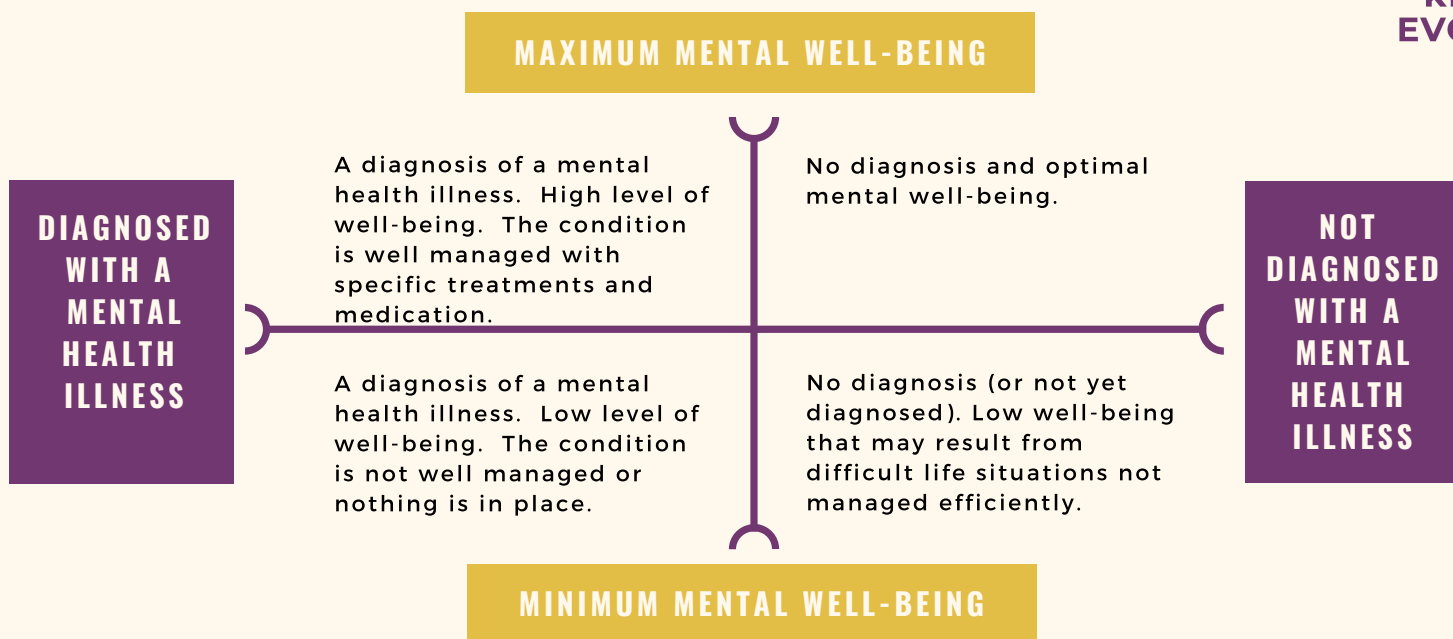 MAXIMUM MENTAL WELL-BEING
A diagnosis of a mental
health illness. High level of
well-being. The condition
is well managed with
specific treatments and
medication.
No diagnosis and optimal
mental well-being.
DIAGNOSED
WITH A
MENTAL
HEALTH
ILLNESS
NOT
DIAGNOSED
WITH A
MENTAL
HEALTH
ILLNESS
A diagnosis of a mental
health illness. Low level of
well-being. The condition
is not well managed or
nothing is in place.
No diagnosis (or not yet
diagnosed). Low well-being
that may result from
difficult life situations not
managed efficiently.
MINIMUM MENTAL WELL-BEING